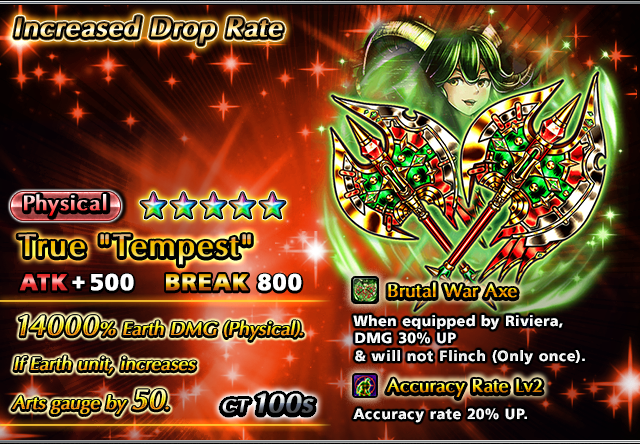 Increased Drop Rate
Physical
True "Tempest"
ATK +500 BREAK 800
14000% Earth DMG (Physical).
If Earth unit, increases
Arts gauge by 50.
CT 100s
Brutal War Axe
When equipped by Riviera,
DMG 30% UP
& will not Flinch (Only once).
Accuracy Rate Lv2
Accuracy rate 20% UP.